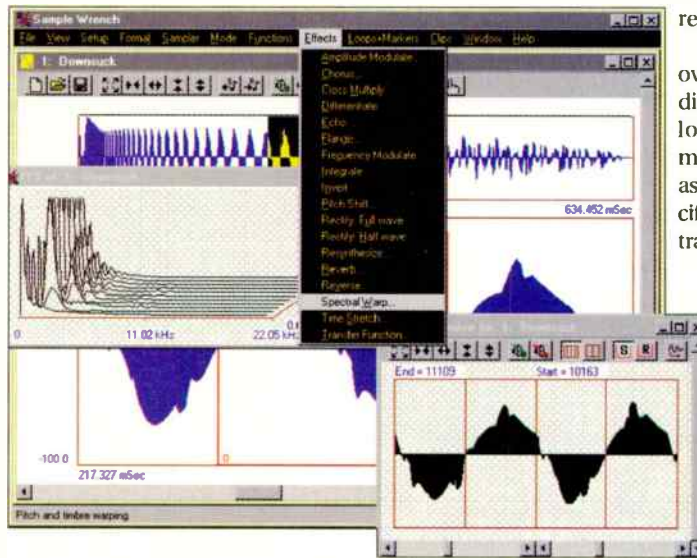 Sample Wrench
File View Setup Format Sampler Mode Functions Effects Loops+Markers Clips Window Help
1: Downsuck
Amplitude Modulate...
Chorus...
Cross Multiply
Differentiate
Echo...
Flange...
Frequency Modulate
Integrate
Invert
Pitch Shift...
Rectify: Full wave
Rectify: Half wave
Resynthesize...
Reverb
Reverse
Spectral Warp...
Time Stretch...
Transfer Function...
634.452 mSec
0 11.02 kHz 22.05 kHz
1: Downsuck
S R
End = 11109 Start = 10163
-100.0 0
217.327 mSec
Pitch and timbre warping
re
ov
di
lo
m
as
tra